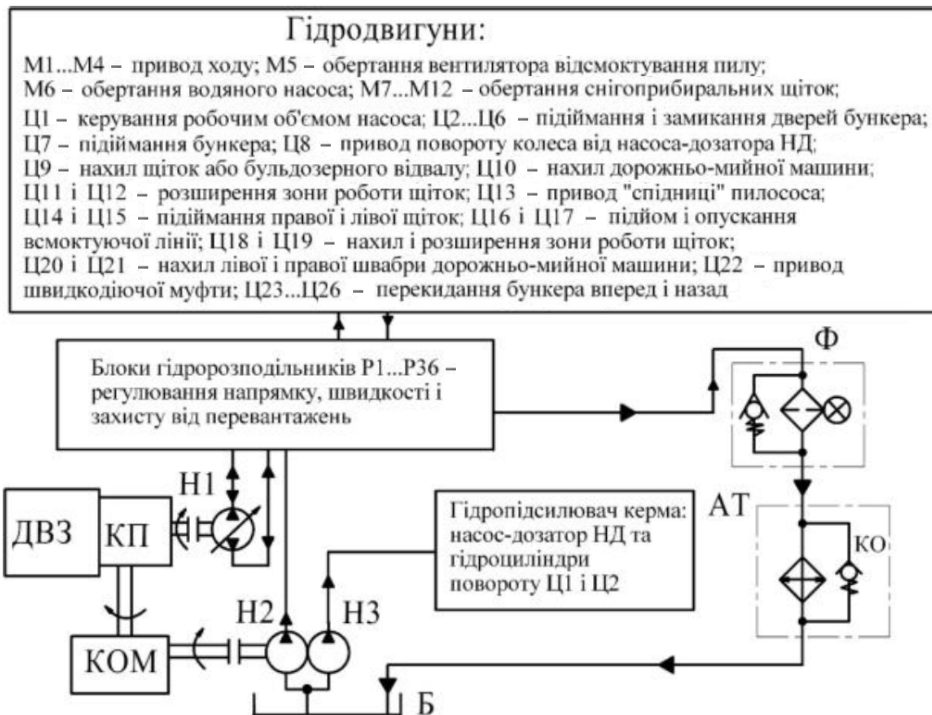 Гідродвигуни:
М1...М4 – привод ходу; М5 – обертання вентилятора відсмоктування пилу;
М6 – обертання водяного насоса; М7...М12 – обертання снігоприбиральних щіток;
Ц1 – керування робочим об'ємом насоса; Ц2...Ц6 – підіймання і замикання дверей бункера;
Ц7 – підіймання бункера; Ц8 – привод повороту колеса від насоса-дозатора НД;
Ц9 – нахил щіток або бульдозерного відвалу; Ц10 – нахил дорожньо-мийної машини;
Ц11 і Ц12 – розширення зони роботи щіток; Ц13 – привод "спідниці" пилососа;
Ц14 і Ц15 – підіймання правої і лівої щіток; Ц16 і Ц17 – підйом і опускання
всмоктуючої лінії; Ц18 і Ц19 – нахил і розширення зони роботи щіток;
Ц20 і Ц21 – нахил лівої і правої швабри дорожньо-мийної машини; Ц22 – привод
швидкодіючої муфти; Ц23...Ц26 – перекидання бункера вперед і назад
Блоки гідророзподільників Р1...Р36 –
регулювання напрямку, швидкості і
захисту від перевантажень
Ф
Н1
ДВЗ
КП
Гідропідсилювач керма:
насос-дозатор НД та
гідроциліндри
повороту Ц1 і Ц2
АТ
КО
Н2
Н3
КОМ
Б